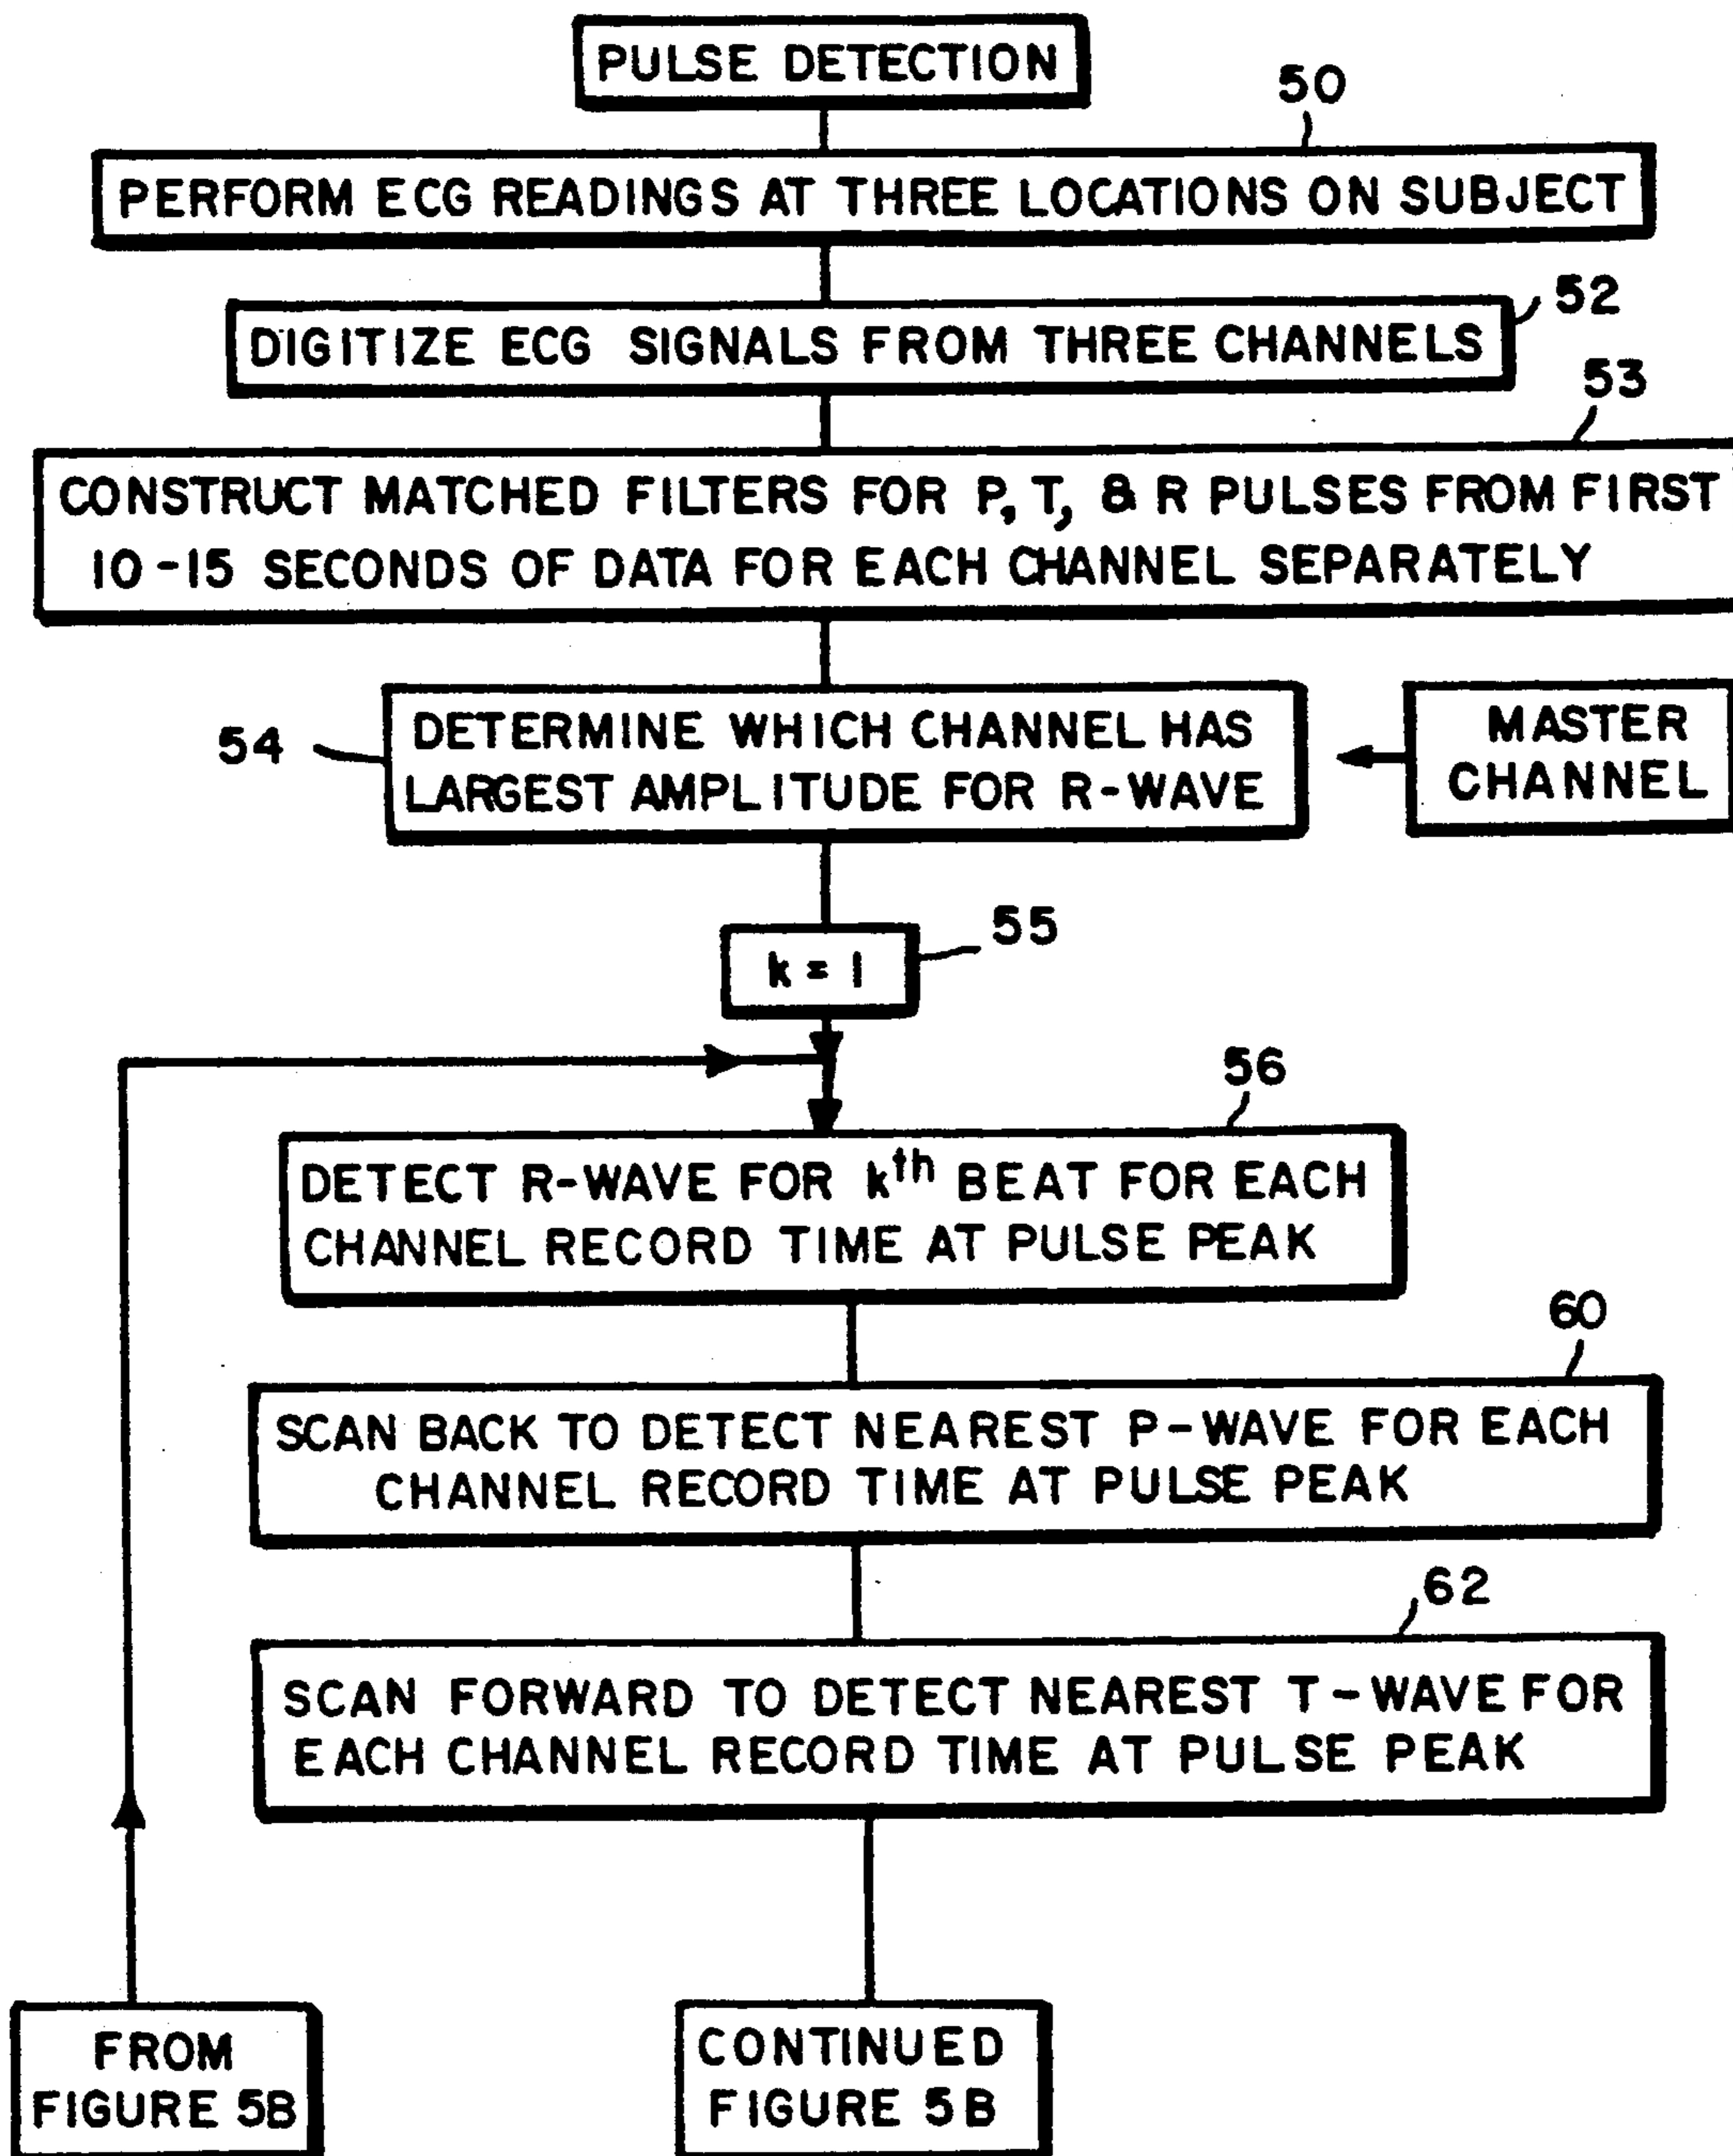 PULSE DETECTION
50
PERFORM ECG READINGS AT THREE LOCATIONS ON SUBJECT
52
DIGITIZE ECG SIGNALS FROM THREE CHANNELS
53
CONSTRUCT MATCHED FILTERS FOR P, T, & R PULSES FROM FIRST
10-15 SECONDS OF DATA FOR EACH CHANNEL SEPARATELY
54
DETERMINE WHICH CHANNEL HAS
LARGEST AMPLITUDE FOR R-WAVE
MASTER
CHANNEL
55
k = 1
56
DETECT R-WAVE FOR kth BEAT FOR EACH
CHANNEL RECORD TIME AT PULSE PEAK
60
SCAN BACK TO DETECT NEAREST P-WAVE FOR EACH
CHANNEL RECORD TIME AT PULSE PEAK
62
SCAN FORWARD TO DETECT NEAREST T-WAVE FOR
EACH CHANNEL RECORD TIME AT PULSE PEAK
FROM
FIGURE 5B
CONTINUED
FIGURE 5B